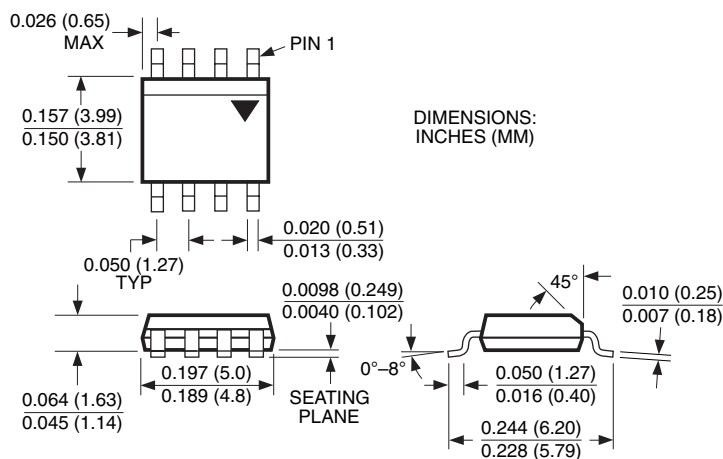 0.026 (0.65)
MAX
PIN 1
0.157 (3.99)
0.150 (3.81)
DIMENSIONS:
INCHES (MM)
0.020 (0.51)
0.013 (0.33)
0.050 (1.27)
TYP
0.0098 (0.249)
0.0040 (0.102)
45°
0.010 (0.25)
0.007 (0.18)
0°–8°
0.064 (1.63)
0.045 (1.14)
0.197 (5.0)
0.189 (4.8)
SEATING
PLANE
0.050 (1.27)
0.016 (0.40)
0.244 (6.20)
0.228 (5.79)